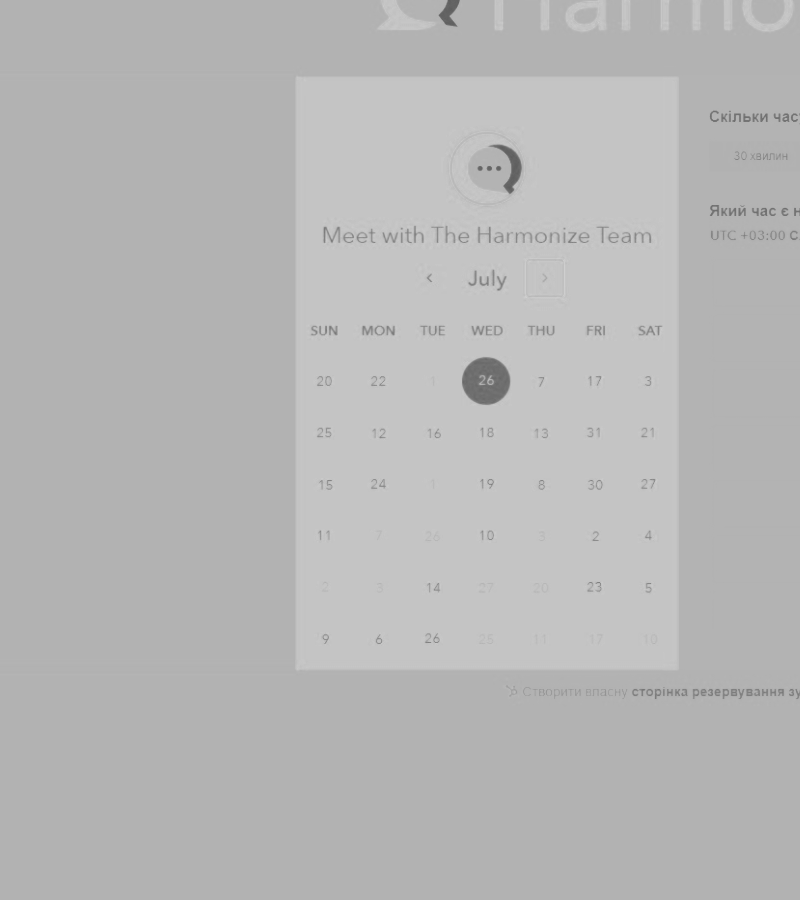 Harmo
Meet with The Harmonize Team
July
SUN MON TUE WED THU FRI SAT
20 22 1 26 7 17 3
25 12 16 18 13 31 21
15 24 1 19 8 30 27
11 7 26 10 3 2 4
2 3 14 27 20 23 5
9 6 26 25 11 17 10
Скільки час
30 хвилин
Який час є н
UTC +03:00 С
Створити власну сторінка резервування зу